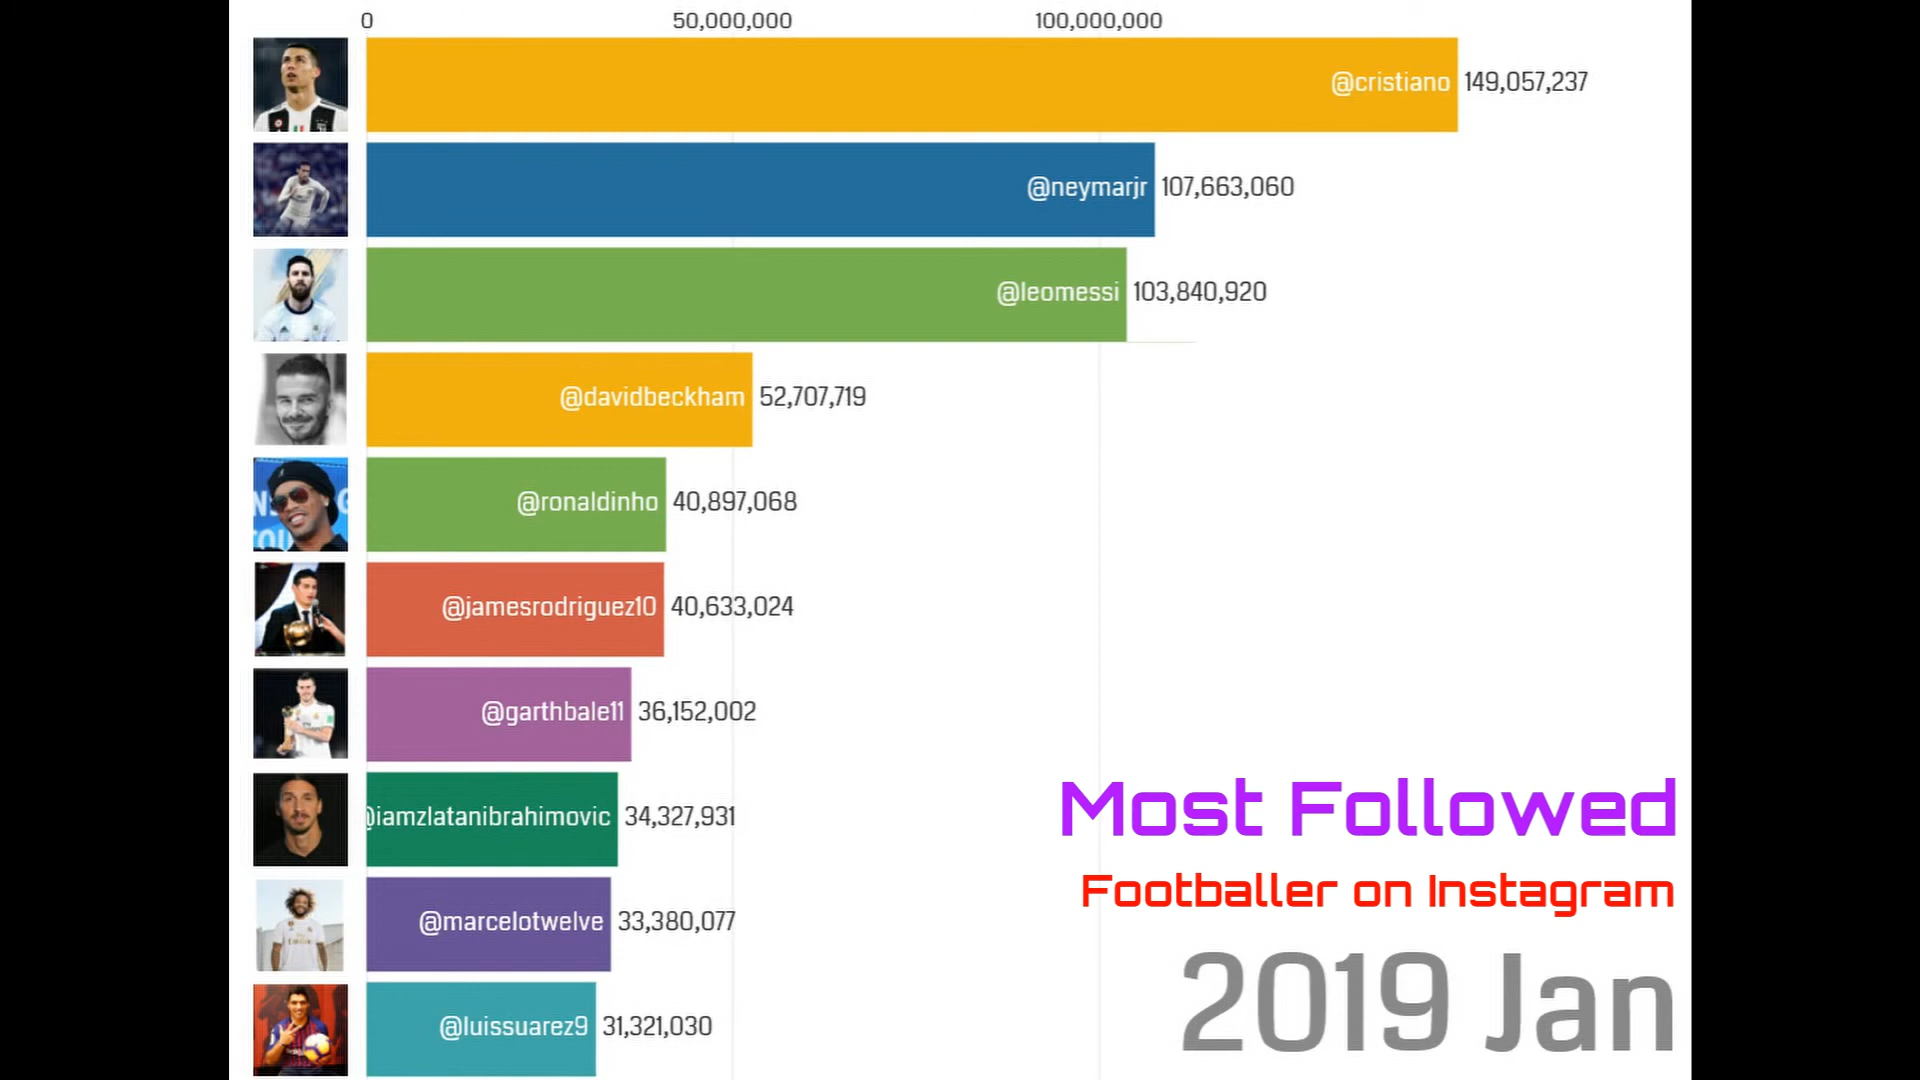 0 50,000,000 100,000,000
@cristiano 149,057,237
@neymarjr 107,663,060
@leomessi 103,840,920
@davidbeckham 52,707,719
@ronaldinho 40,897,068
@jamesrodriguez10 40,633,024
@garthbale11 36,152,002
@iamzlatanibrahimovic 34,327,931
@marcelotwelve 33,380,077
@luissuarez9 31,321,030
Most Followed
Footballer on Instagram
2019 Jan